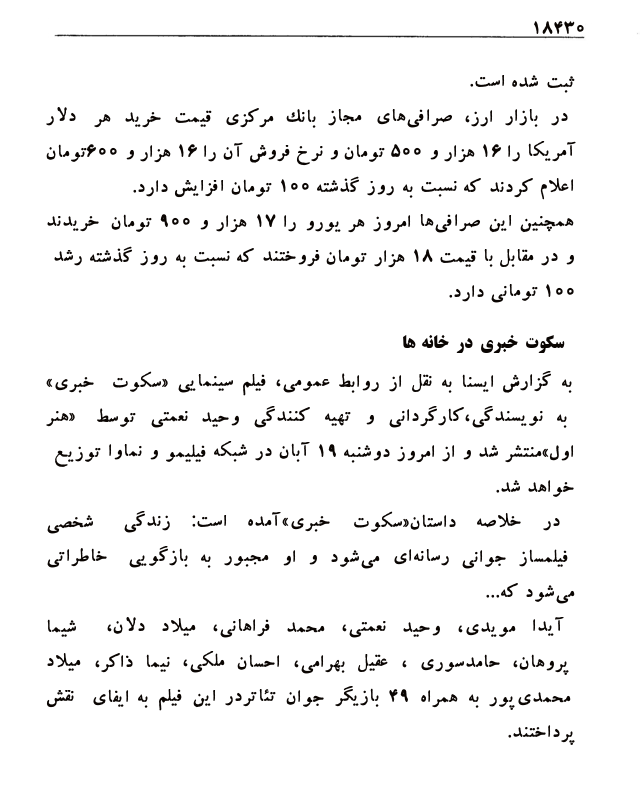 ۱۸۴۳۰
ثبت شده است.
در بازار ارز، صرافی‌های مجاز بانك مركزی قیمت خرید هر دلار
آمریكا را ۱۶ هزار و ۵۰۰ تومان و نرخ فروش آن را ۱۶ هزار و ۶۰۰تومان
اعلام كردند كه نسبت به روز گذشته ۱۰۰ تومان افزایش دارد.
همچنین این صرافی‌ها امروز هر یورو را ۱۷ هزار و ۹۰۰ تومان خریدند
و در مقابل با قیمت ۱۸ هزار تومان فروختند كه نسبت به روز گذشته رشد
۱۰۰ تومانی دارد.
سكوت خبری در خانه ها
به گزارش ایسنا به نقل از روابط عمومی، فیلم سینمایی «سكوت خبری»
به نویسندگی،كارگردانی و تهیه كنندگی وحید نعمتی توسط «هنر
اول»منتشر شد و از امروز دوشنبه ۱۹ آبان در شبكه فیلیمو و نماوا توزیع
خواهد شد.
در خلاصه داستان«سكوت خبری»آمده است: زندگی شخصی
فیلمساز جوانی رسانه‌ای می‌شود و او مجبور به بازگویی خاطراتی
می‌شود كه...
آیدا مویدی، وحید نعمتی، محمد فراهانی، میلاد دلان، شیما
پروهان، حامدسوری ، عقیل بهرامی، احسان ملكی، نیما ذاكر، میلاد
محمدی‌پور به همراه ۴۹ بازیگر جوان تئاتردر این فیلم به ایفای نقش
پرداختند.